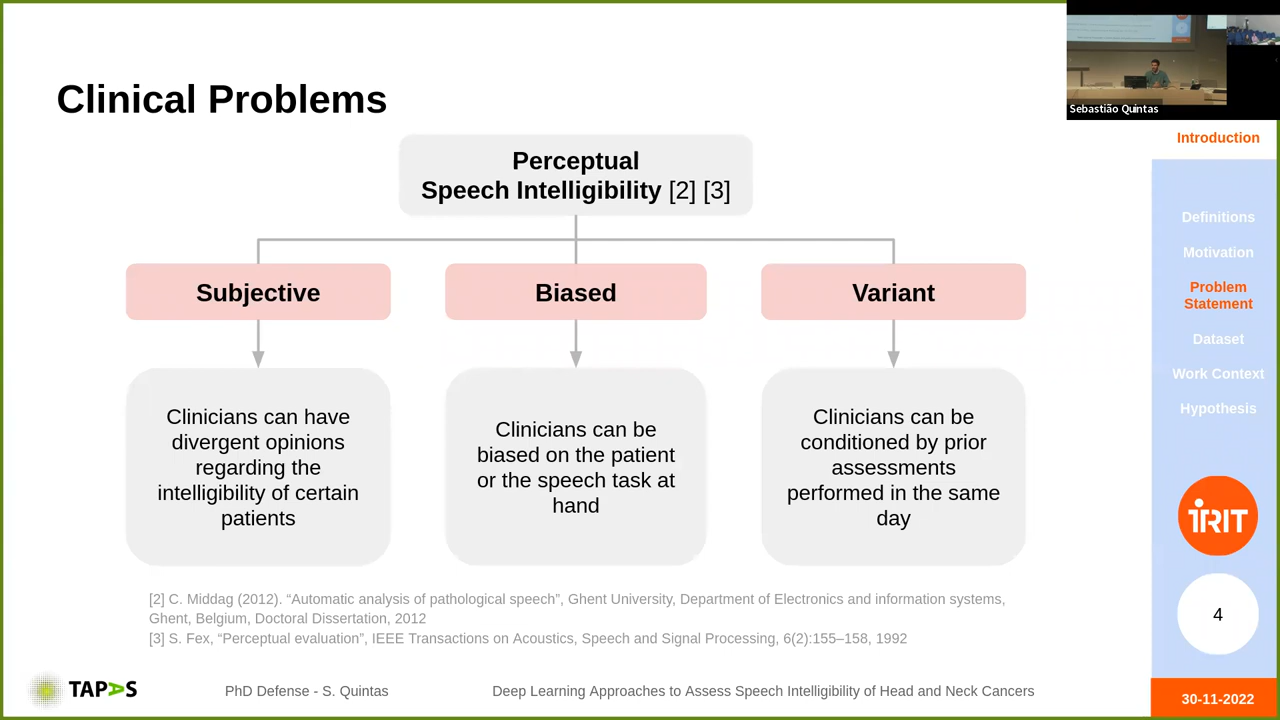 Clinical Problems
Perceptual
Speech Intelligibility [2] [3]
Subjective
Biased
Variant
Clinicians can have
divergent opinions
regarding the
intelligibility of certain
patients
Clinicians can be
biased on the patient
or the speech task at
hand
Clinicians can be
conditioned by prior
assessments
performed in the same
day
[2] C. Middag (2012). “Automatic analysis of pathological speech”, Ghent University, Department of Electronics and information systems,
Ghent, Belgium, Doctoral Dissertation, 2012
[3] S. Fex, “Perceptual evaluation”, IEEE Transactions on Acoustics, Speech and Signal Processing, 6(2):155–158, 1992
TAPAS
PhD Defense - S. Quintas
Deep Learning Approaches to Assess Speech Intelligibility of Head and Neck Cancers
Sebastião Quintas
Introduction
Definitions
Motivation
Problem
Statement
Dataset
Work Context
Hypothesis
iRIT
4
30-11-2022